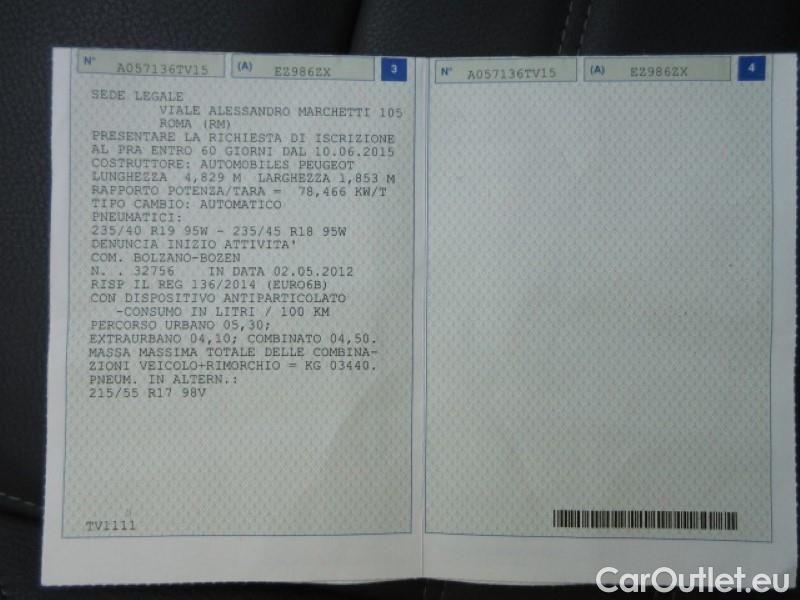 N° A057136TV15 (A) EZ986ZX 3
SEDE LEGALE
VIALE ALESSANDRO MARCHETTI 105
ROMA (RM)
PRESENTARE LA RICHIESTA DI ISCRIZIONE
AL PRA ENTRO 60 GIORNI DAL 10.06.2015
COSTRUTTORE: AUTOMOBILES PEUGEOT
LUNGHEZZA 4,829 M LARGHEZZA 1,853 M
RAPPORTO POTENZA/TARA = 78,466 KW/T
TIPO CAMBIO: AUTOMATICO
PNEUMATICI:
235/40 R19 95W - 235/45 R18 95W
DENUNCIA INIZIO ATTIVITA'
COM. BOLZANO-BOZEN
N. . 32756 IN DATA 02.05.2012
RISP IL REG 136/2014 (EURO6B)
CON DISPOSITIVO ANTIPARTICOLATO
-CONSUMO IN LITRI / 100 KM
PERCORSO URBANO 05,30;
EXTRAURBANO 04,10; COMBINATO 04,50.
MASSA MASSIMA TOTALE DELLE COMBINA-
ZIONI VEICOLO+RIMORCHIO = KG 03440.
PNEUM. IN ALTERN.:
215/55 R17 98V
TV1111
N° A057136TV15 (A) EZ986ZX 4
CarOutlet.eu